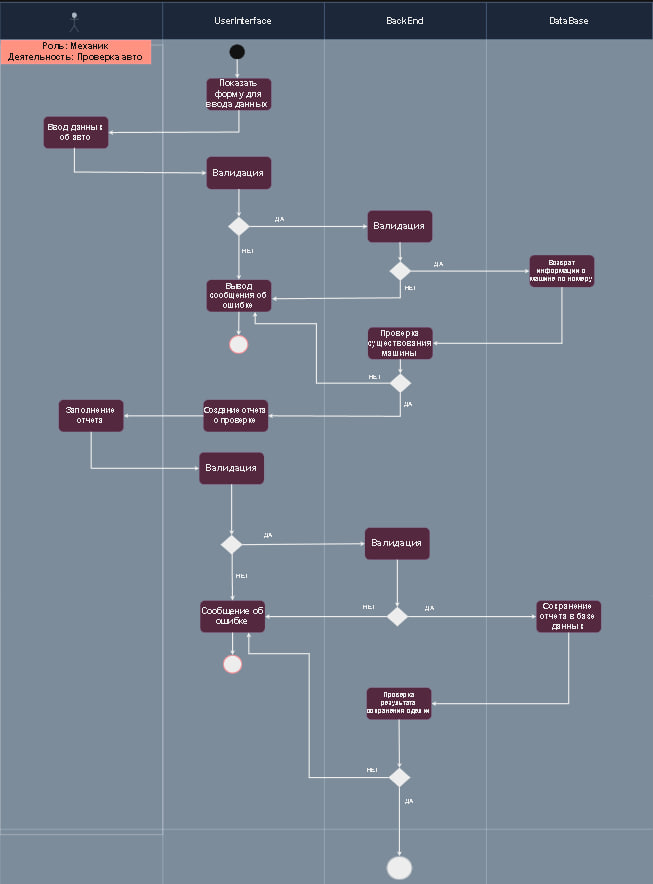 UserInterface
BackEnd
DataBase
Роль: Механик
Деятельность: Проверка авто
Показать
форму для
ввода данных
Ввод данных
об авто
Валидация
ДА
Валидация
НЕТ
ДА
Возврат
информации о
машине по номеру
НЕТ
Вывод
сообщения об
ошибке
Проверка
существования
машины
НЕТ
ДА
Заполнение
отчета
Создание отчета
о проверке
Валидация
ДА
Валидация
НЕТ
Сообщение об
ошибке
НЕТ
ДА
Сохранение
отчета в базе
данных
Проверка
результата
сохранения
НЕТ
ДА